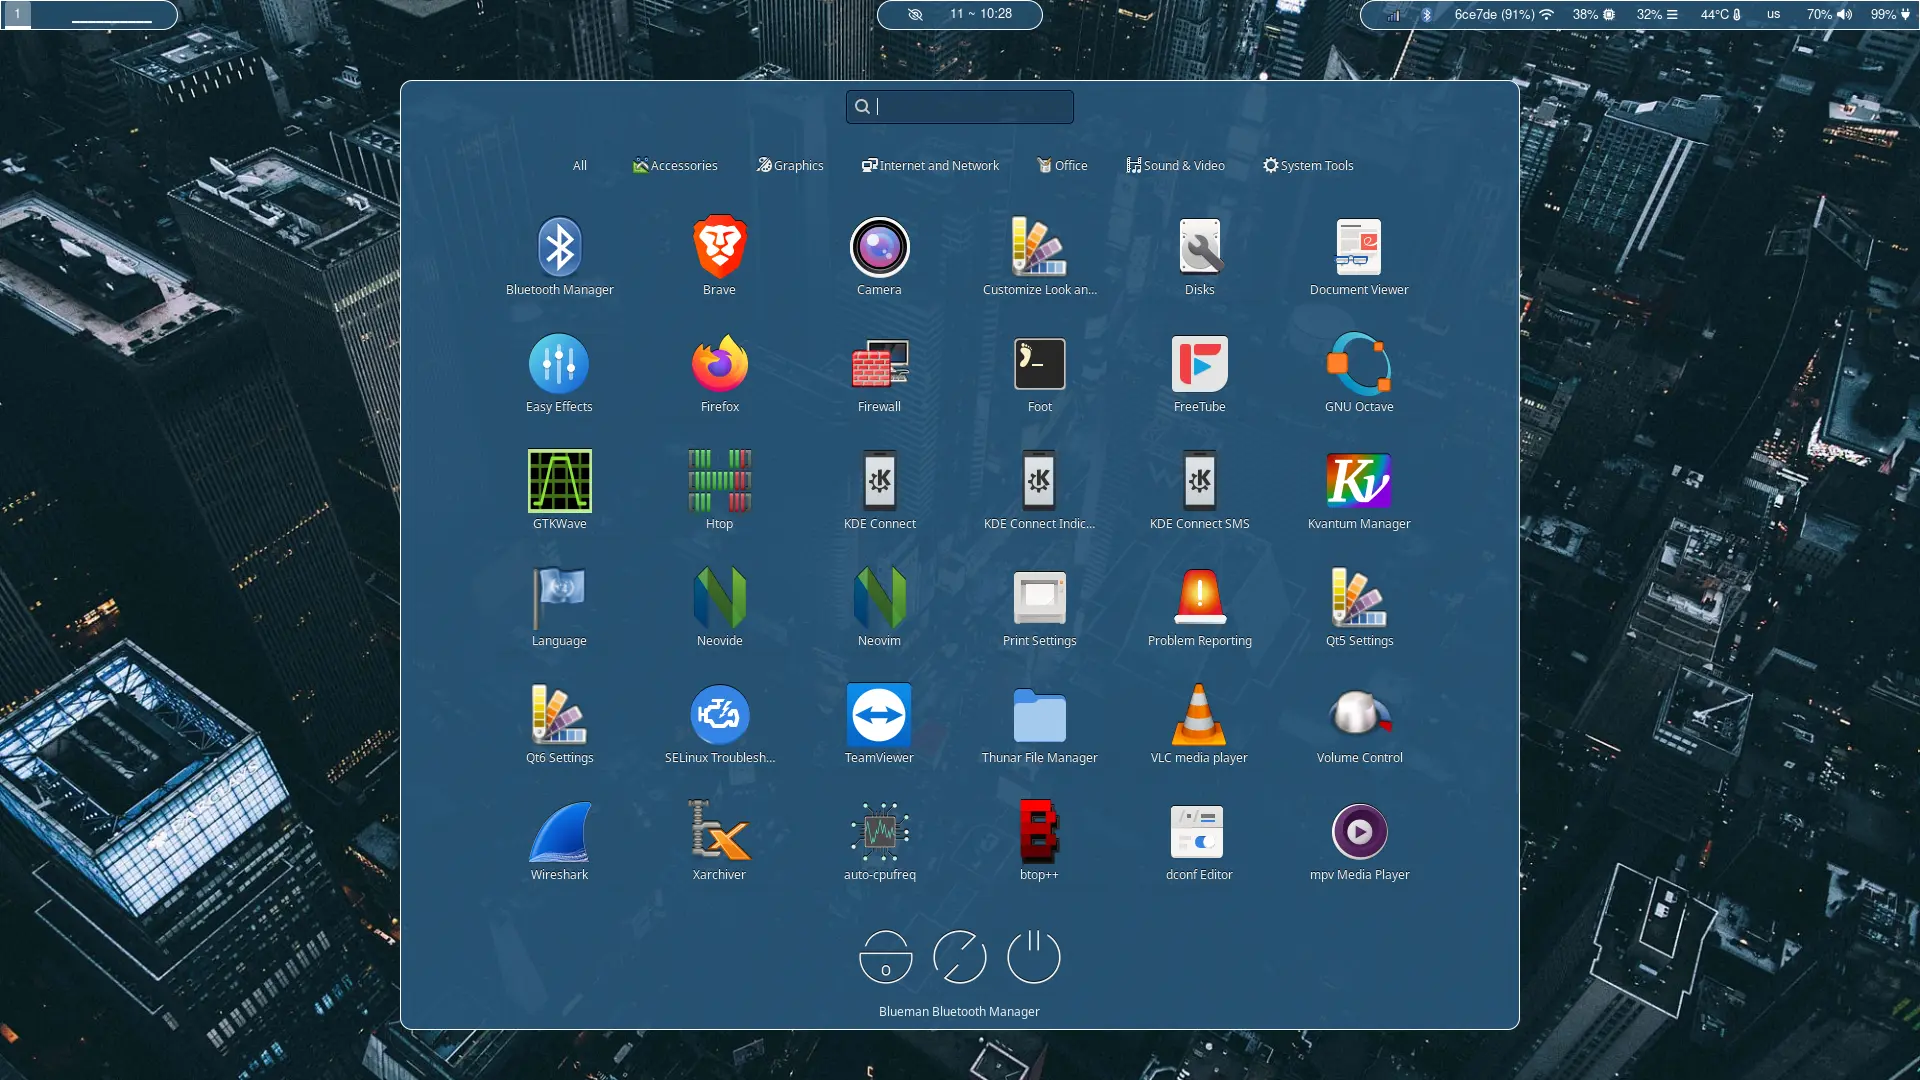 1
11 ~ 10:28
6ce7de (91%) 38% 32% 44°C us 70% 99%
All Accessories Graphics Internet and Network Office Sound & Video System Tools
Bluetooth Manager Brave Camera Customize Look an... Disks Document Viewer
Easy Effects Firefox Firewall Foot FreeTube GNU Octave
GTKWave Htop KDE Connect KDE Connect Indic... KDE Connect SMS Kvantum Manager
Language Neovide Neovim Print Settings Problem Reporting Qt5 Settings
Qt6 Settings SELinux Troublesh... TeamViewer Thunar File Manager VLC media player Volume Control
Wireshark Xarchiver auto-cpufreq btop++ dconf Editor mpv Media Player
Blueman Bluetooth Manager